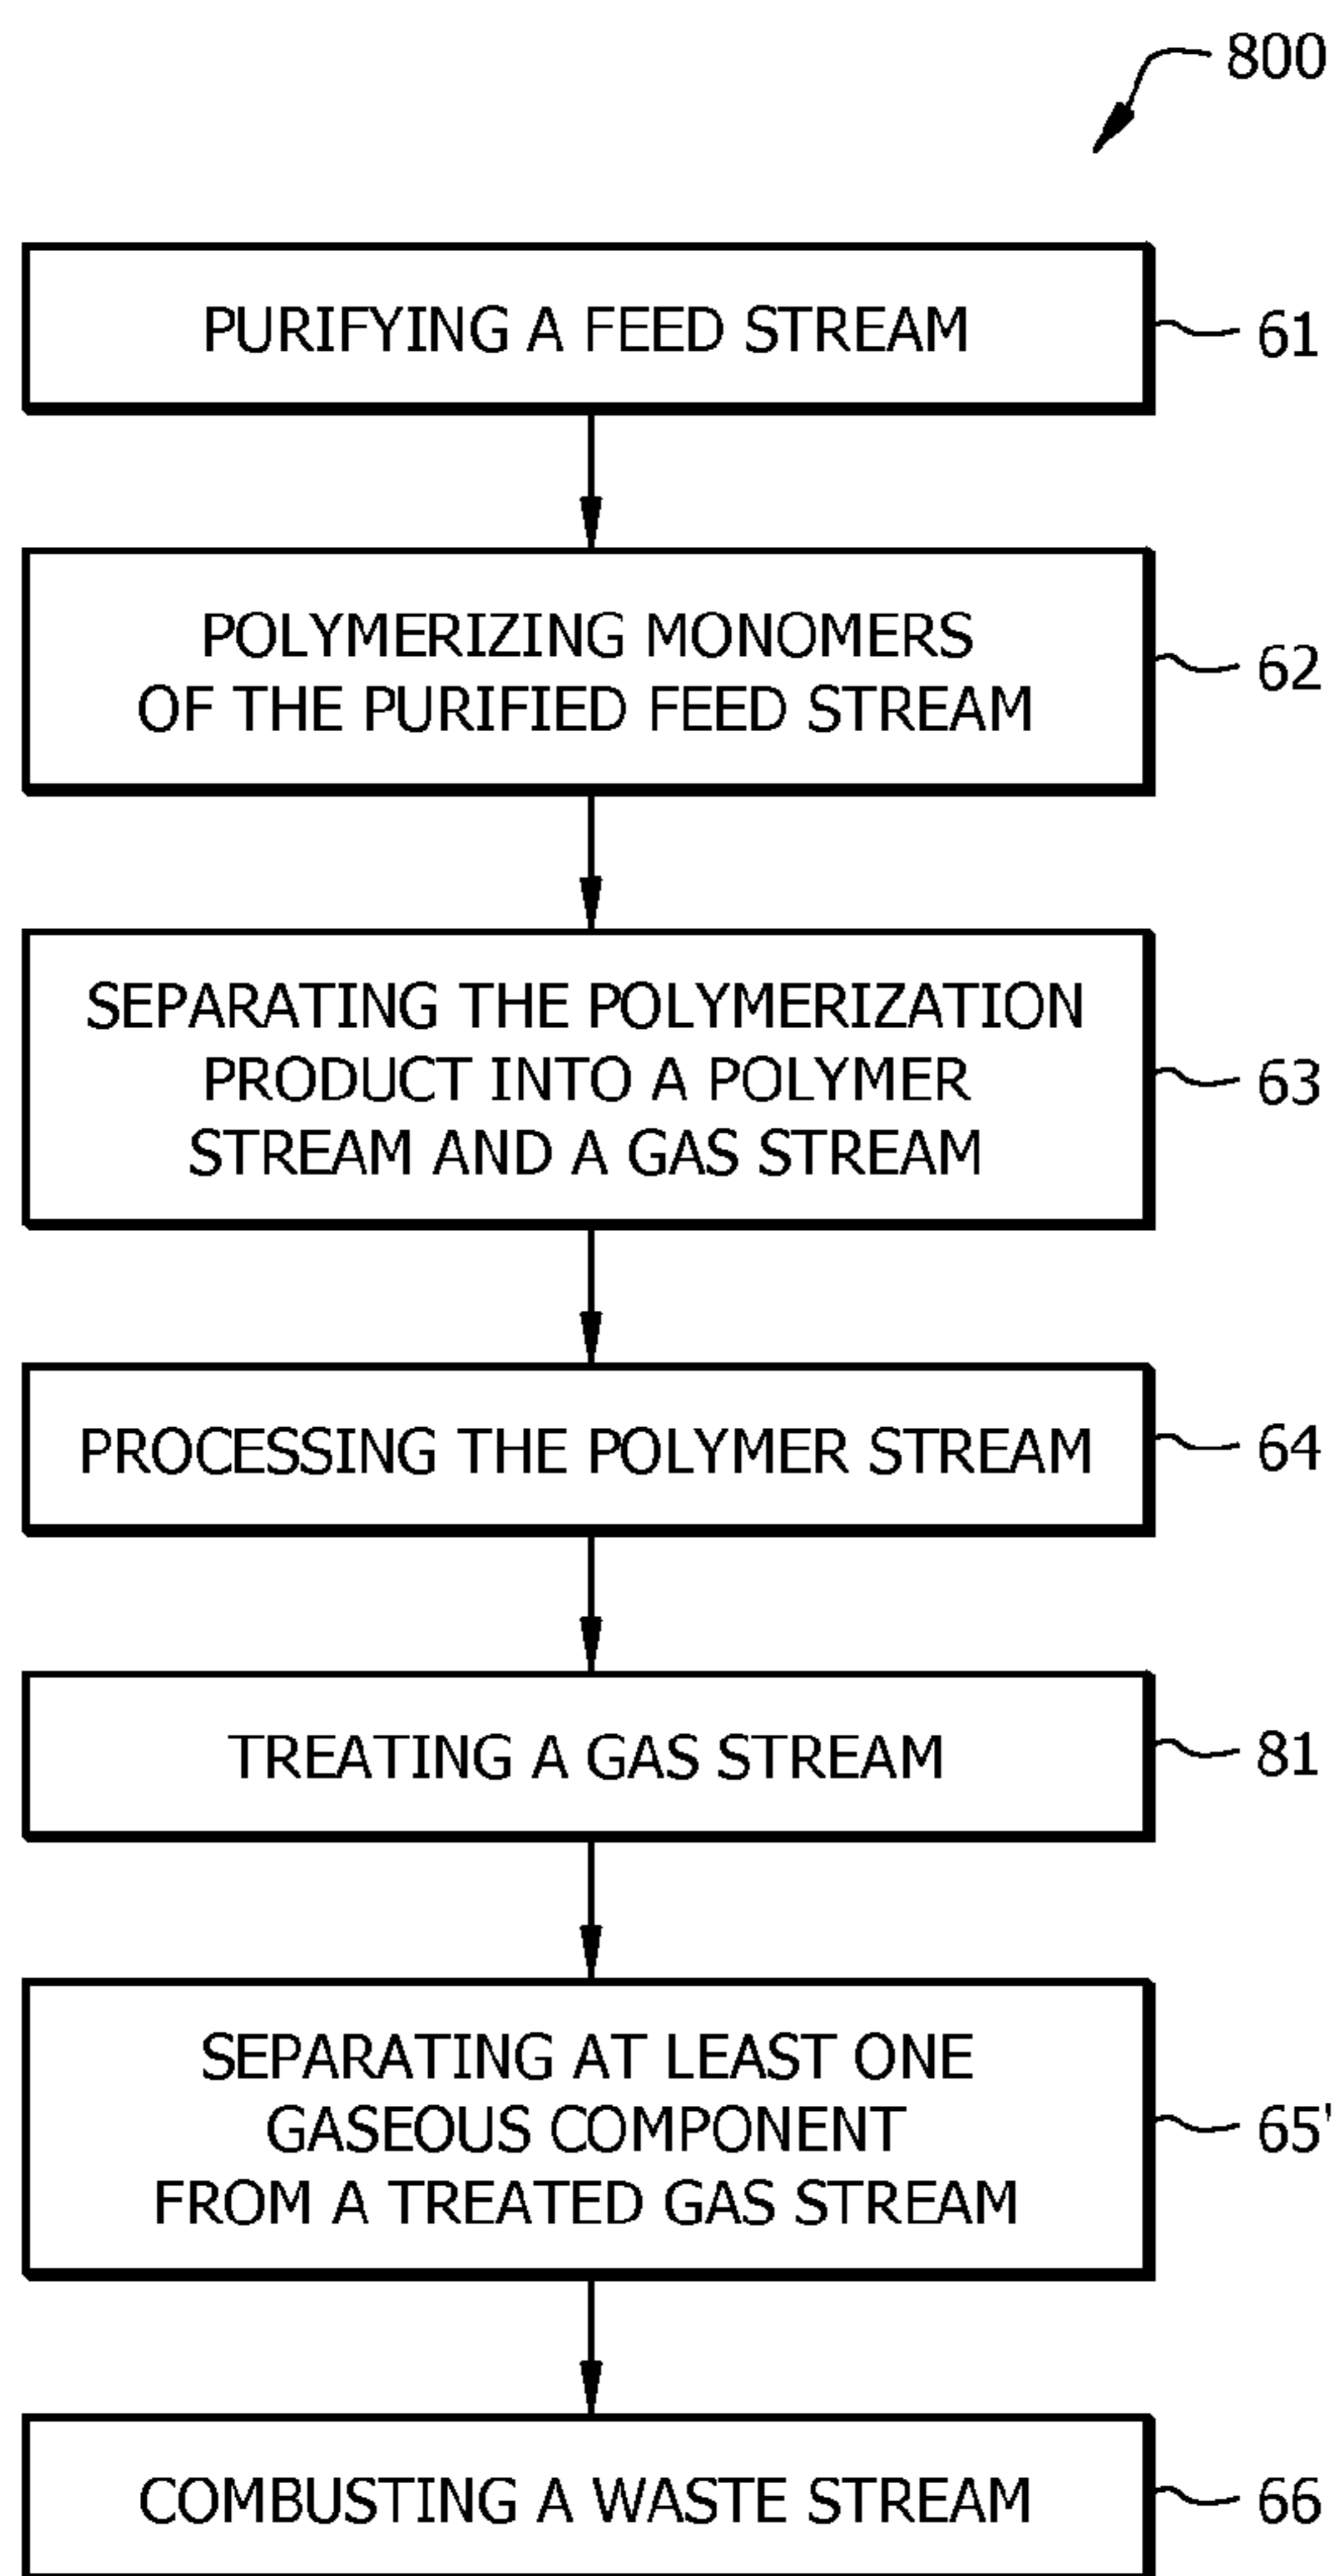 800
PURIFYING A FEED STREAM
61
POLYMERIZING MONOMERS
OF THE PURIFIED FEED STREAM
62
SEPARATING THE POLYMERIZATION
PRODUCT INTO A POLYMER
STREAM AND A GAS STREAM
63
PROCESSING THE POLYMER STREAM
64
TREATING A GAS STREAM
81
SEPARATING AT LEAST ONE
GASEOUS COMPONENT
FROM A TREATED GAS STREAM
65'
COMBUSTING A WASTE STREAM
66